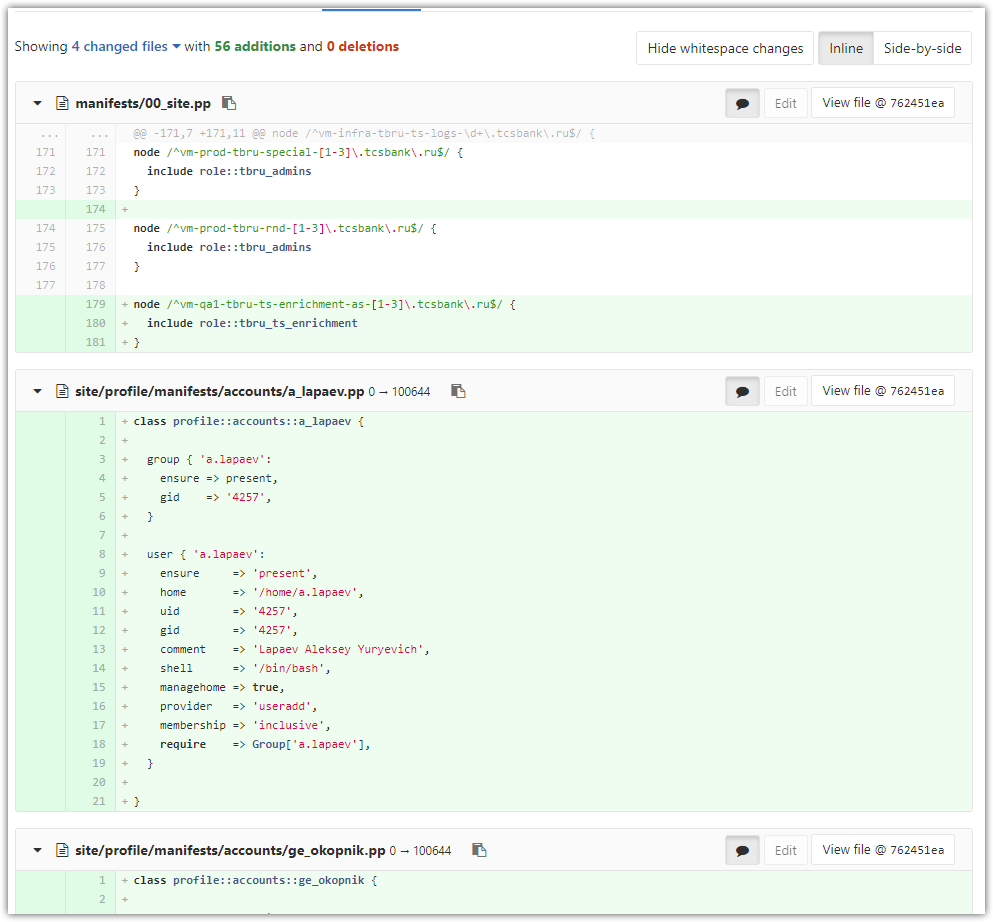 Showing 4 changed files with 56 additions and 0 deletions
Hide whitespace changes Inline Side-by-side
manifests/00_site.pp Edit View file @ 762451ea
... ... @@ -171,7 +171,11 @@ node /^vm-infra-tbru-ts-logs-\d+\.tcsbank\.ru$/ {
171 171 node /^vm-prod-tbru-special-[1-3]\.tcsbank\.ru$/ {
172 172 include role::tbru_admins
173 173 }
174 +
174 175 node /^vm-prod-tbru-rnd-[1-3]\.tcsbank\.ru$/ {
175 176 include role::tbru_admins
176 177 }
177 178
179 + node /^vm-qa1-tbru-ts-enrichment-as-[1-3]\.tcsbank\.ru$/ {
180 + include role::tbru_ts_enrichment
181 + }
site/profile/manifests/accounts/a_lapaev.pp 0 → 100644 Edit View file @ 762451ea
1 + class profile::accounts::a_lapaev {
2 +
3 + group { 'a.lapaev':
4 + ensure => present,
5 + gid => '4257',
6 + }
7 +
8 + user { 'a.lapaev':
9 + ensure => 'present',
10 + home => '/home/a.lapaev',
11 + uid => '4257',
12 + gid => '4257',
13 + comment => 'Lapaev Aleksey Yuryevich',
14 + shell => '/bin/bash',
15 + managehome => true,
16 + provider => 'useradd',
17 + membership => 'inclusive',
18 + require => Group['a.lapaev'],
19 + }
20 +
21 + }
site/profile/manifests/accounts/ge_okopnik.pp 0 → 100644 Edit View file @ 762451ea
1 + class profile::accounts::ge_okopnik {
2 +